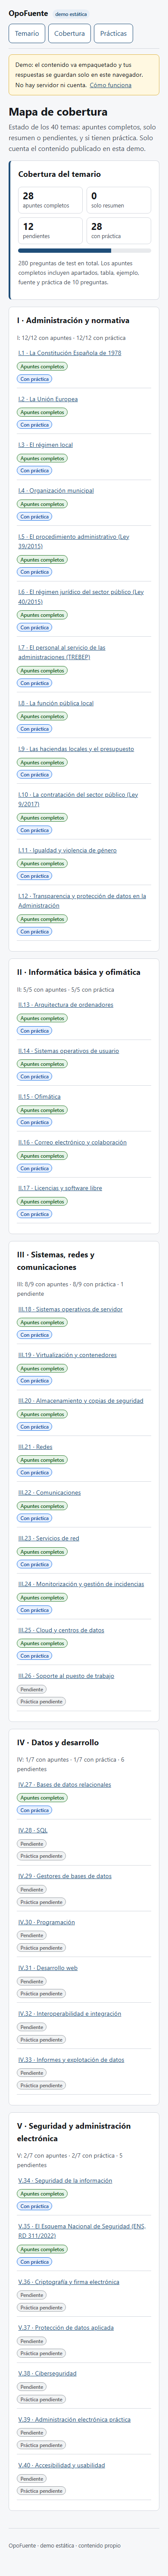 OpoFuente demo estática
Temario Cobertura Prácticas
Demo: el contenido va empaquetado y tus
respuestas se guardan solo en este navegador.
No hay servidor ni cuenta. Cómo funciona
Mapa de cobertura
Estado de los 40 temas: apuntes completos, solo
resumen o pendientes, y si tienen práctica. Solo
cuenta el contenido publicado en esta demo.
Cobertura del temario
28
apuntes completos
0
solo resumen
12
pendientes
28
con práctica
280 preguntas de test en total. Los apuntes
completos incluyen apartados, tabla, ejemplo,
fuente y práctica de 10 preguntas.
I · Administración y normativa
I: 12/12 con apuntes · 12/12 con práctica
I.1 · La Constitución Española de 1978
Apuntes completos
Con práctica
I.2 · La Unión Europea
Apuntes completos
Con práctica
I.3 · El régimen local
Apuntes completos
Con práctica
I.4 · Organización municipal
Apuntes completos
Con práctica
I.5 · El procedimiento administrativo (Ley
39/2015)
Apuntes completos
Con práctica
I.6 · El régimen jurídico del sector público (Ley
40/2015)
Apuntes completos
Con práctica
I.7 · El personal al servicio de las
administraciones (TREBEP)
Apuntes completos
Con práctica
I.8 · La función pública local
Apuntes completos
Con práctica
I.9 · Las haciendas locales y el presupuesto
Apuntes completos
Con práctica
I.10 · La contratación del sector público (Ley
9/2017)
Apuntes completos
Con práctica
I.11 · Igualdad y violencia de género
Apuntes completos
Con práctica
I.12 · Transparencia y protección de datos en la
Administración
Apuntes completos
Con práctica
II · Informática básica y ofimática
II: 5/5 con apuntes · 5/5 con práctica
II.13 · Arquitectura de ordenadores
Apuntes completos
Con práctica
II.14 · Sistemas operativos de usuario
Apuntes completos
Con práctica
II.15 · Ofimática
Apuntes completos
Con práctica
II.16 · Correo electrónico y colaboración
Apuntes completos
Con práctica
II.17 · Licencias y software libre
Apuntes completos
Con práctica
III · Sistemas, redes y
comunicaciones
III: 8/9 con apuntes · 8/9 con práctica · 1
pendiente
III.18 · Sistemas operativos de servidor
Apuntes completos
Con práctica
III.19 · Virtualización y contenedores
Apuntes completos
Con práctica
III.20 · Almacenamiento y copias de seguridad
Apuntes completos
Con práctica
III.21 · Redes
Apuntes completos
Con práctica
III.22 · Comunicaciones
Apuntes completos
Con práctica
III.23 · Servicios de red
Apuntes completos
Con práctica
III.24 · Monitorización y gestión de incidencias
Apuntes completos
Con práctica
III.25 · Cloud y centros de datos
Apuntes completos
Con práctica
III.26 · Soporte al puesto de trabajo
Pendiente
Práctica pendiente
IV · Datos y desarrollo
IV: 1/7 con apuntes · 1/7 con práctica · 6
pendientes
IV.27 · Bases de datos relacionales
Apuntes completos
Con práctica
IV.28 · SQL
Pendiente
Práctica pendiente
IV.29 · Gestores de bases de datos
Pendiente
Práctica pendiente
IV.30 · Programación
Pendiente
Práctica pendiente
IV.31 · Desarrollo web
Pendiente
Práctica pendiente
IV.32 · Interoperabilidad e integración
Pendiente
Práctica pendiente
IV.33 · Informes y explotación de datos
Pendiente
Práctica pendiente
V · Seguridad y administración
electrónica
V: 2/7 con apuntes · 2/7 con práctica · 5
pendientes
V.34 · Seguridad de la información
Apuntes completos
Con práctica
V.35 · El Esquema Nacional de Seguridad (ENS,
RD 311/2022)
Apuntes completos
Con práctica
V.36 · Criptografía y firma electrónica
Pendiente
Práctica pendiente
V.37 · Protección de datos aplicada
Pendiente
Práctica pendiente
V.38 · Ciberseguridad
Pendiente
Práctica pendiente
V.39 · Administración electrónica práctica
Pendiente
Práctica pendiente
V.40 · Accesibilidad y usabilidad
Pendiente
Práctica pendiente
OpoFuente · demo estática · contenido propio